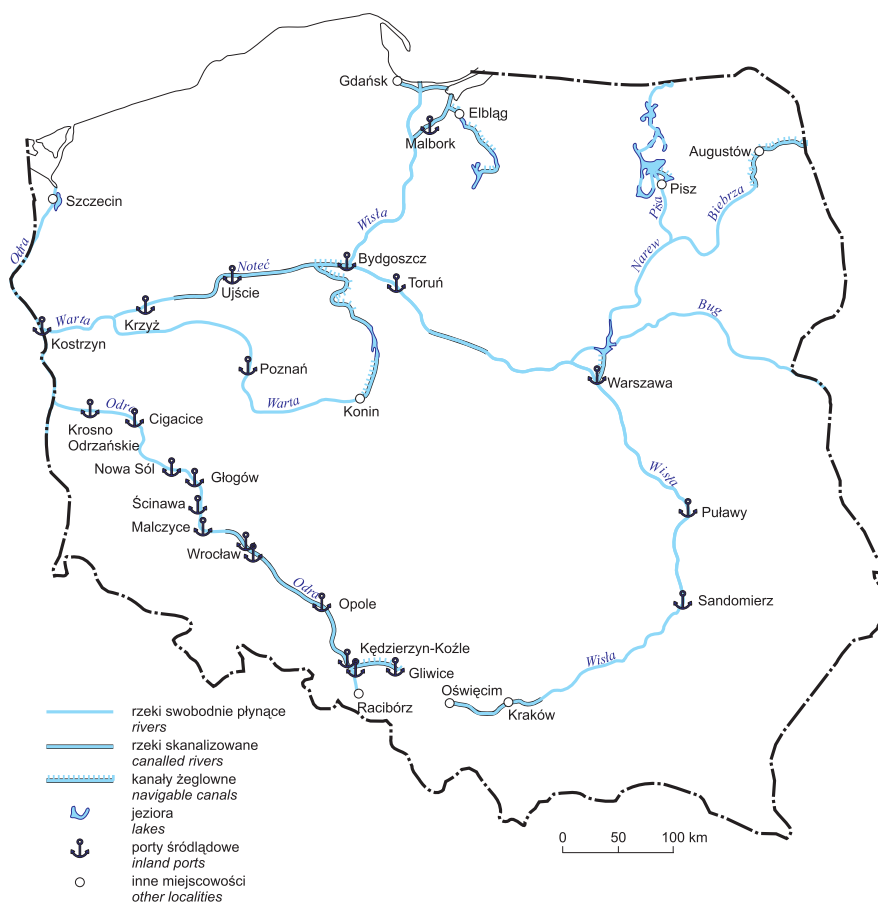 Gdańsk
Elbląg
Malbork
Augustów
Pisz
Pisa
Biebrza
Szczecin
Odra
Wisła
Narew
Noteć
Bydgoszcz
Toruń
Ujście
Bug
Krzyż
Warta
Kostrzyn
Poznań
Warszawa
Warta
Konin
Odra
Krosno
Odrzańskie
Cigacice
Nowa Sól
Głogów
Wisła
Ścinawa
Puławy
Malczyce
Wrocław
Odra
Opole
Sandomierz
Kędzierzyn-Koźle
Gliwice
Wisła
Racibórz
Oświęcim
Kraków
rzeki swobodnie płynące
rivers
rzeki skanalizowane
canalled rivers
kanały żeglowne
navigable canals
jeziora
lakes
porty śródlądowe
inland ports
inne miejscowości
other localities
0 50 100 km